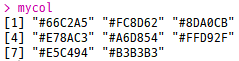 > mycol
[1] "#66C2A5" "#FC8D62" "#8DA0CB"
[4] "#E78AC3" "#A6D854" "#FFD92F"
[7] "#E5C494" "#B3B3B3"